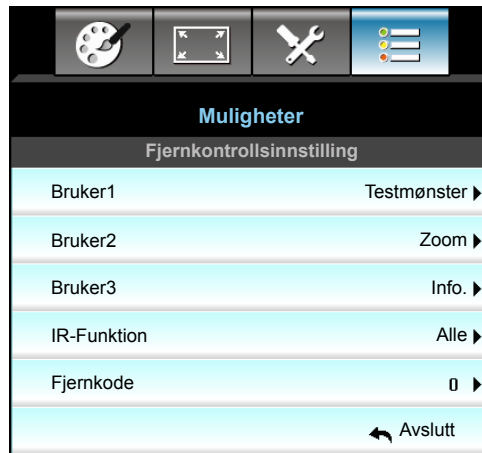 Muligheter
Fjernkontrollsinnstilling
Bruker1 Testmønster
Bruker2 Zoom
Bruker3 Info.
IR-Funktion Alle
Fjernkode 0
Avslutt